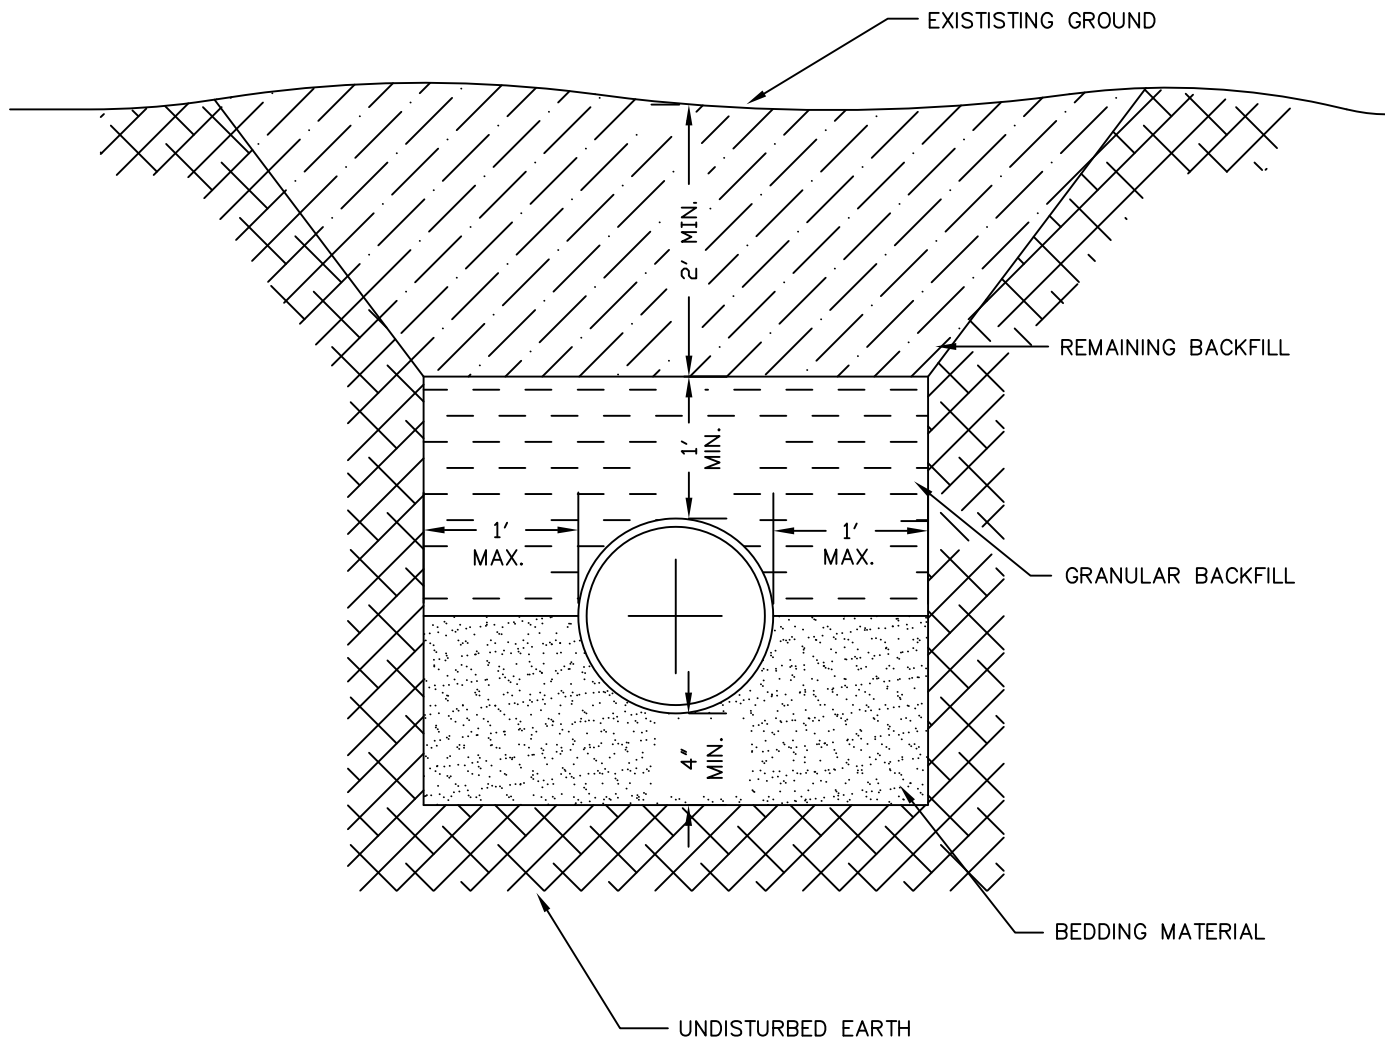 EXISTISTING GROUND
2' MIN.
REMAINING BACKFILL
1'
MIN.
1'
MAX.
1'
MAX.
GRANULAR BACKFILL
4"
MIN.
BEDDING MATERIAL
UNDISTURBED EARTH